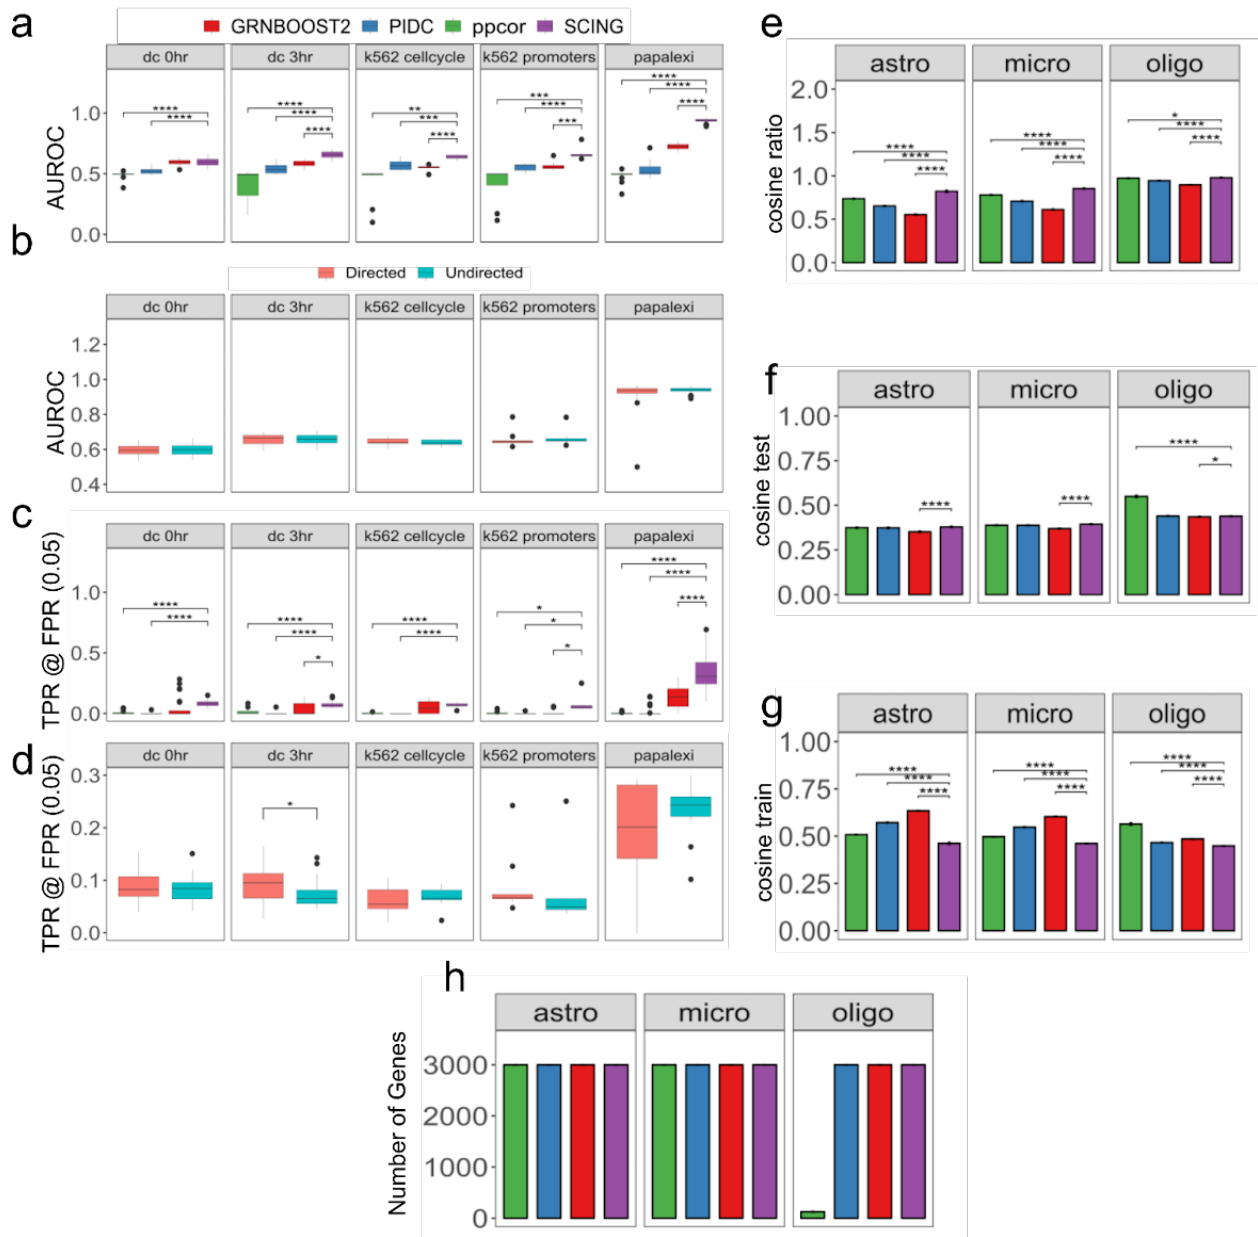 a
GRNBOOST2 PIDC ppcor SCING
dc 0hr dc 3hr k562 cellcycle k562 promoters papalexi
AUROC
1.0
0.5
0.0
**** **** **** **** **** ** *** **** *** **** *** **** **** ****
b
Directed Undirected
dc 0hr dc 3hr k562 cellcycle k562 promoters papalexi
AUROC
1.2
1.0
0.8
0.6
0.4
c
dc 0hr dc 3hr k562 cellcycle k562 promoters papalexi
TPR @ FPR (0.05)
1.0
0.5
0.0
**** **** **** **** * **** **** * * * **** **** ****
d
dc 0hr dc 3hr k562 cellcycle k562 promoters papalexi
TPR @ FPR (0.05)
0.3
0.2
0.1
0.0
*
e
astro micro oligo
cosine ratio
2.0
1.5
1.0
0.5
0.0
**** **** **** **** **** **** * **** ****
f
astro micro oligo
cosine test
1.00
0.75
0.50
0.25
0.00
**** **** **** *
g
astro micro oligo
cosine train
1.00
0.75
0.50
0.25
0.00
**** **** **** **** **** **** **** **** ****
h
astro micro oligo
Number of Genes
3000
2000
1000
0